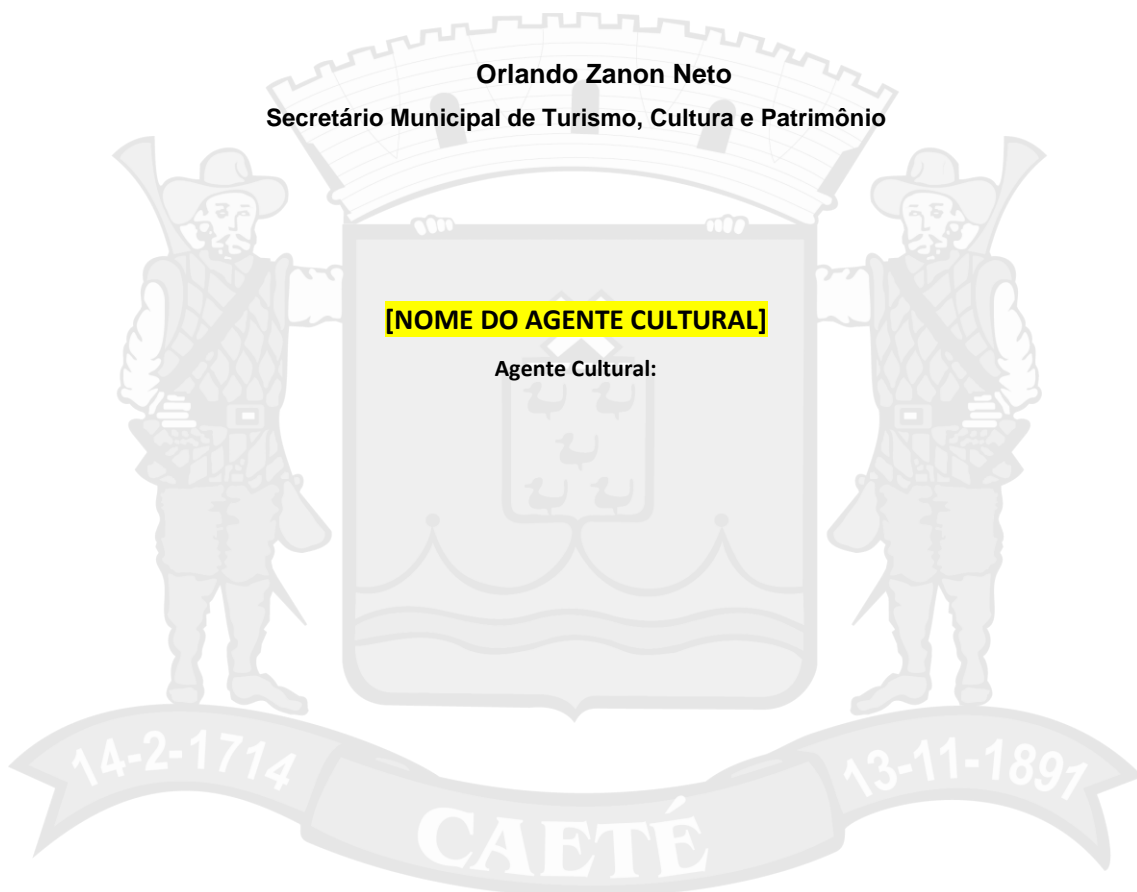 Orlando Zanon Neto
Secretário Municipal de Turismo, Cultura e Patrimônio
[NOME DO AGENTE CULTURAL]
Agente Cultural:
14-2-1714
13-11-1891
CAETÉ